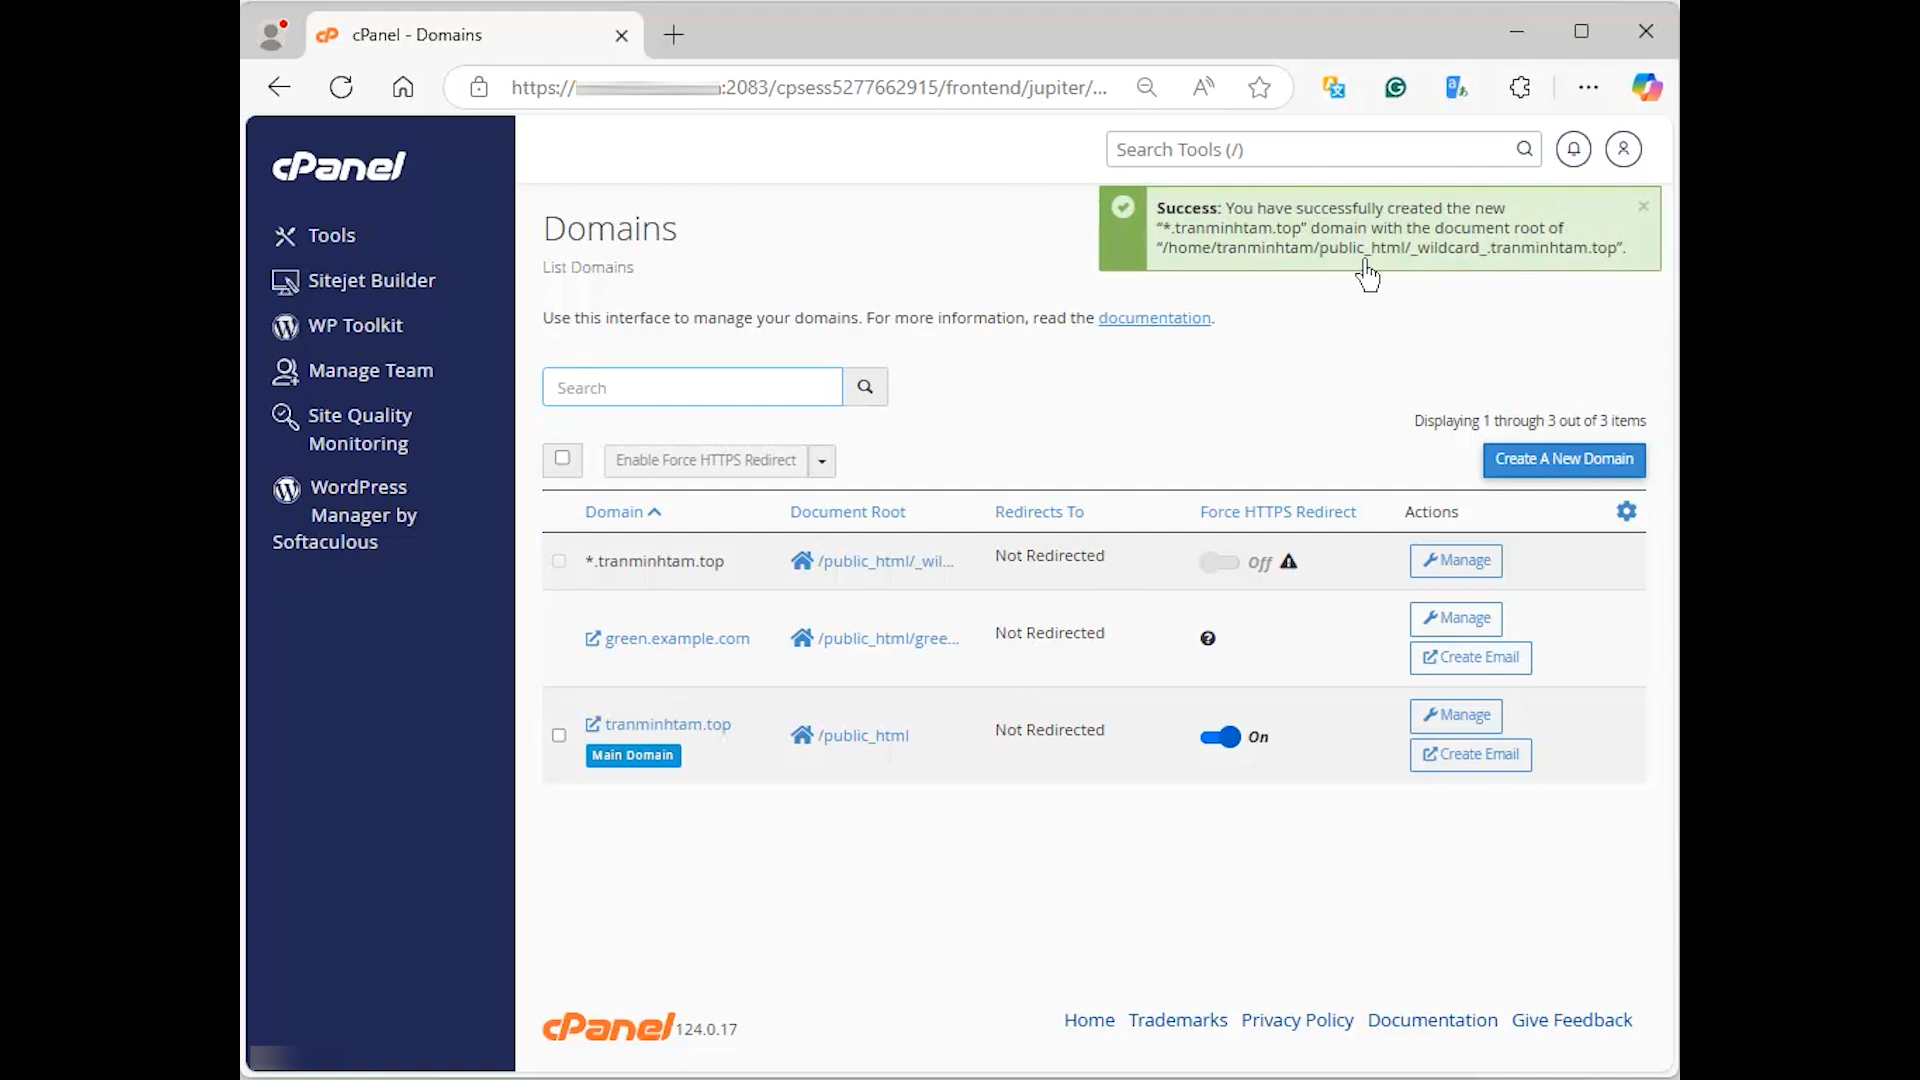 cPanel - Domains
https:// :2083/cpsess5277662915/frontend/jupiter/...
cPanel
Search Tools (/)
Tools
Sitejet Builder
WP Toolkit
Manage Team
Site Quality
Monitoring
WordPress
Manager by
Softaculous
Success: You have successfully created the new
“*.tranminhtam.top” domain with the document root of
“/home/tranminhtam/public_html/_wildcard_.tranminhtam.top”.
Domains
List Domains
Use this interface to manage your domains. For more information, read the documentation.
Search
Displaying 1 through 3 out of 3 items
Enable Force HTTPS Redirect
Create A New Domain
Domain Document Root Redirects To Force HTTPS Redirect Actions
*.tranminhtam.top /public_html/_wil... Not Redirected Off Manage
green.example.com /public_html/gree... Not Redirected Manage
Create Email
tranminhtam.top /public_html Not Redirected On Manage
Main Domain Create Email
cPanel 124.0.17
Home Trademarks Privacy Policy Documentation Give Feedback